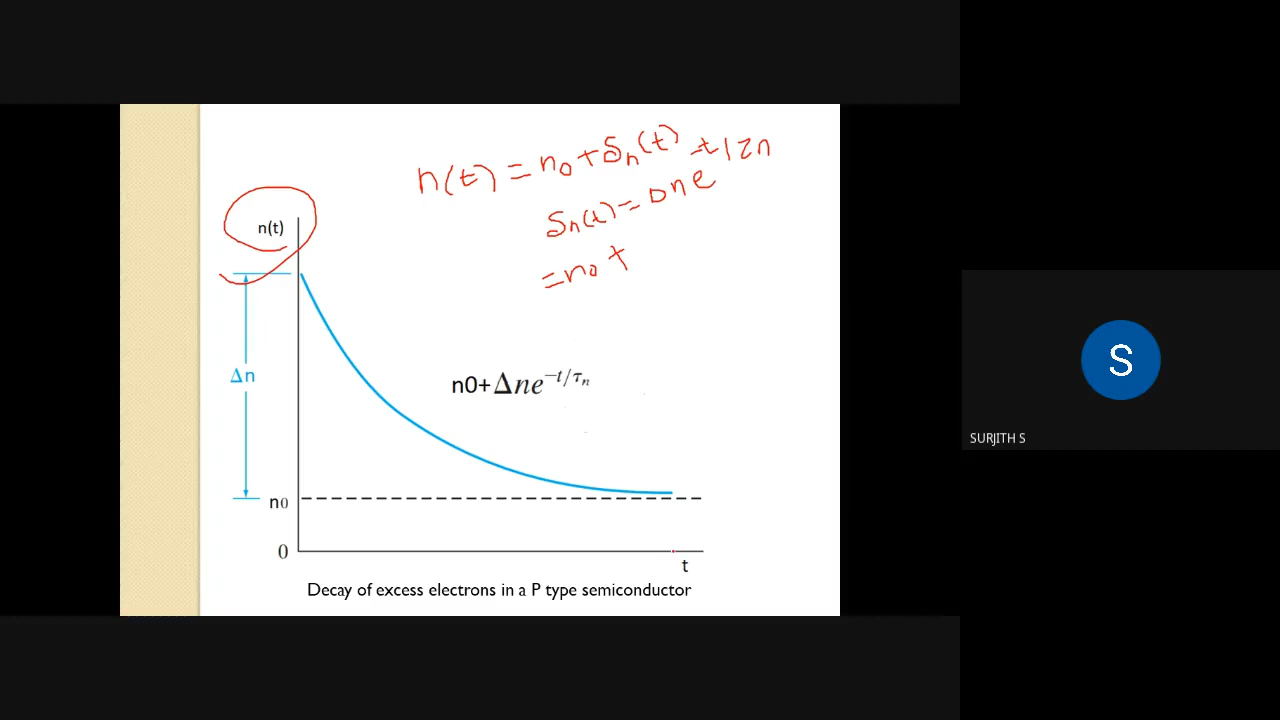 n(t) = n0 + δn(t)
δn(t) = Δn e -t/τn
= n0 +
n(t)
Δn
n0+Δne−t/τn
n0
0
t
Decay of excess electrons in a P type semiconductor
S
SURJITH S